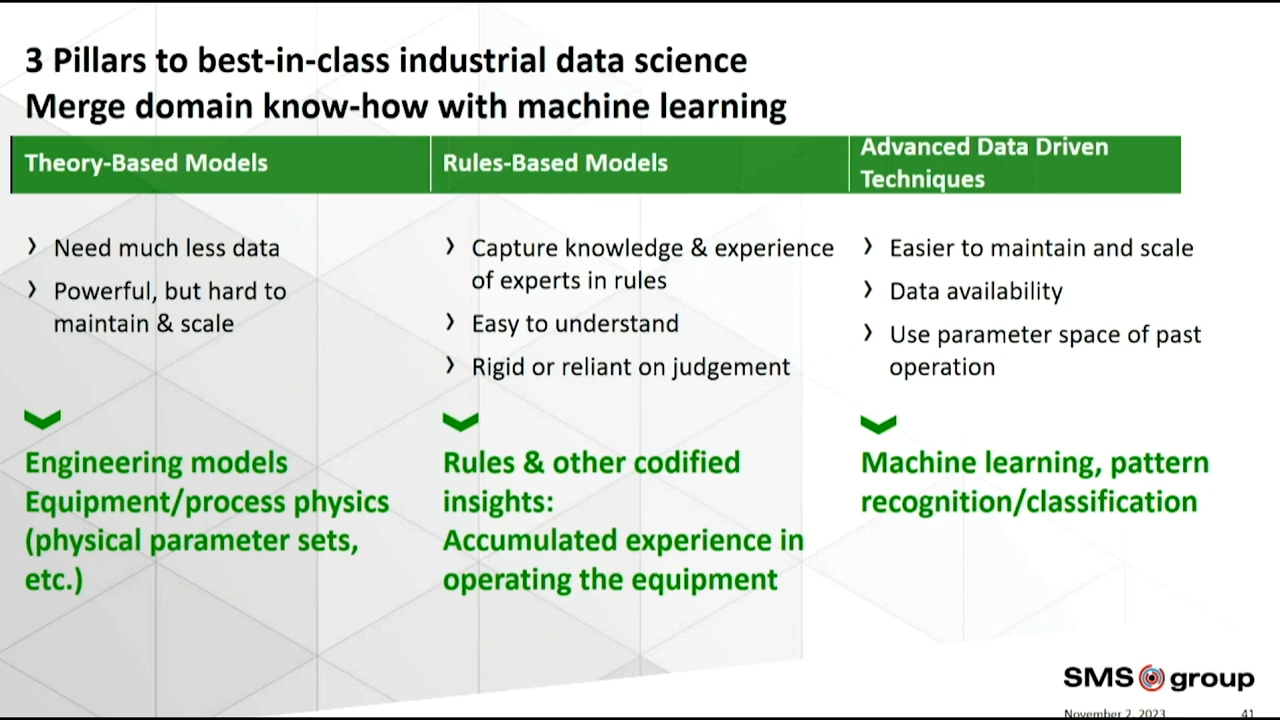 3 Pillars to best-in-class industrial data science
Merge domain know-how with machine learning
Theory-Based Models
Rules-Based Models
Advanced Data Driven
Techniques
Need much less data
Powerful, but hard to
maintain & scale
Capture knowledge & experience
of experts in rules
Easy to understand
Rigid or reliant on judgement
Easier to maintain and scale
Data availability
Use parameter space of past
operation
Engineering models
Equipment/process physics
(physical parameter sets,
etc.)
Rules & other codified
insights:
Accumulated experience in
operating the equipment
Machine learning, pattern
recognition/classification
SMS group
November 2, 2023
41